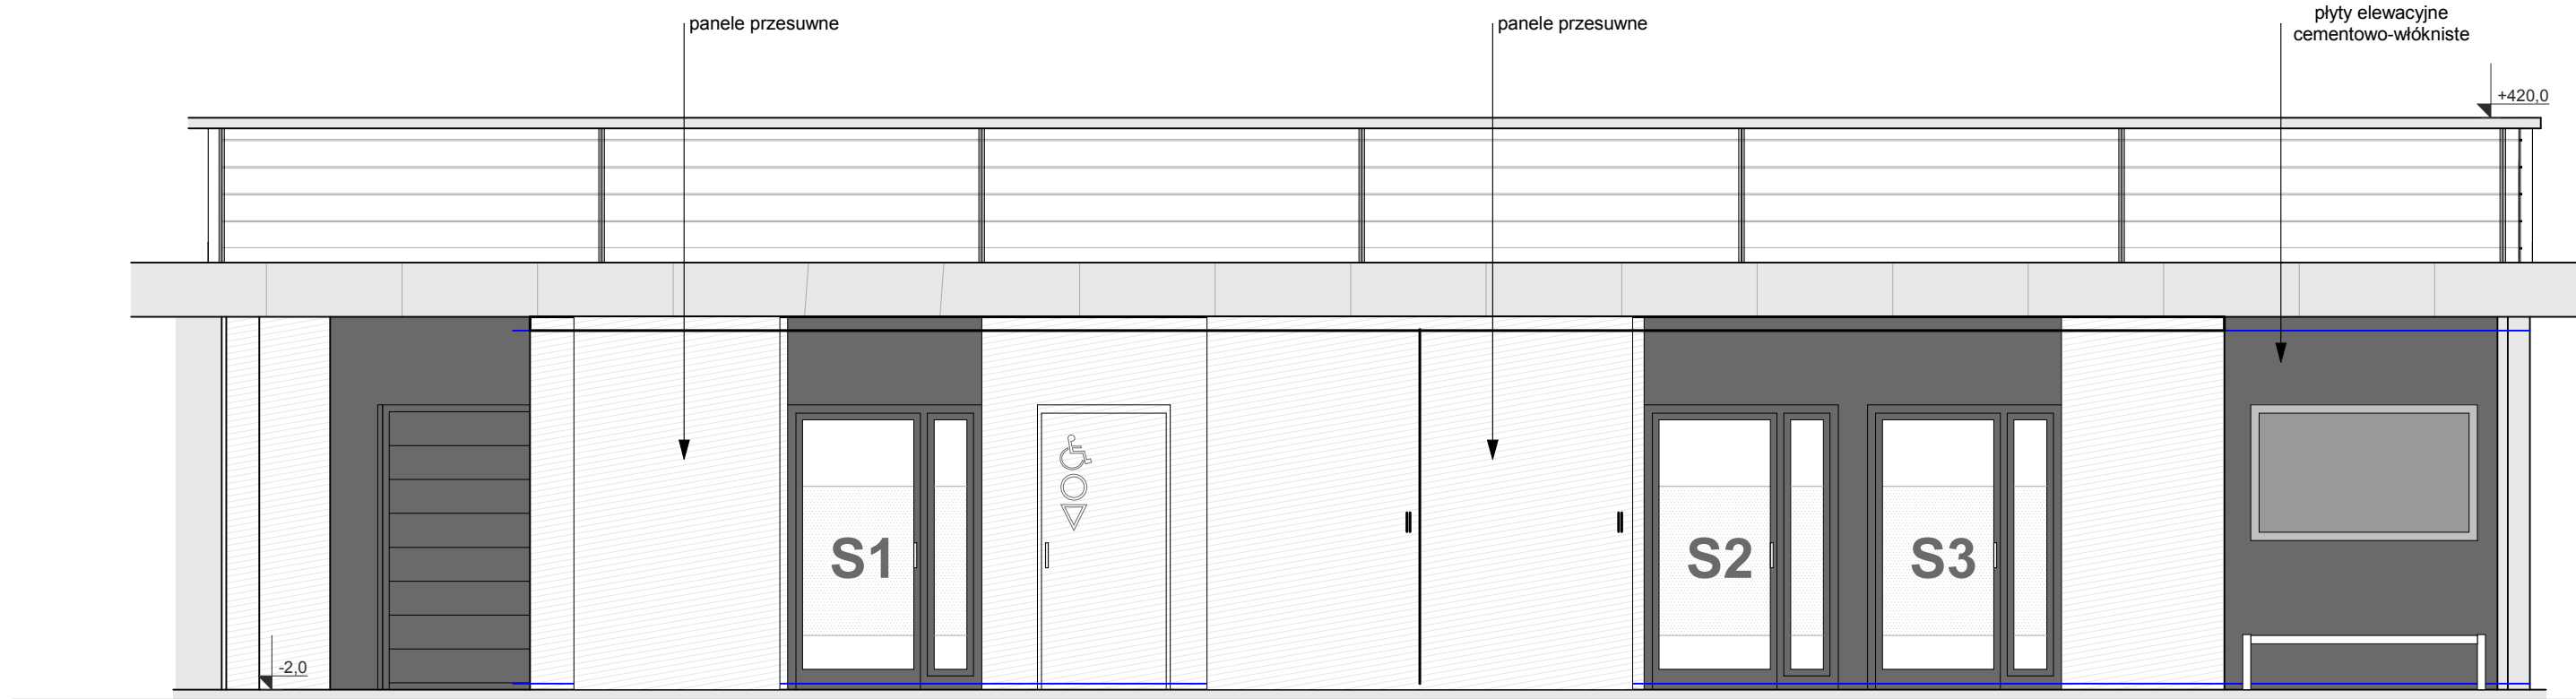 panele przesuwne
panele przesuwne
płyty elewacyjne
cementowo-włókniste
+420,0
S1
S2
S3
-2,0